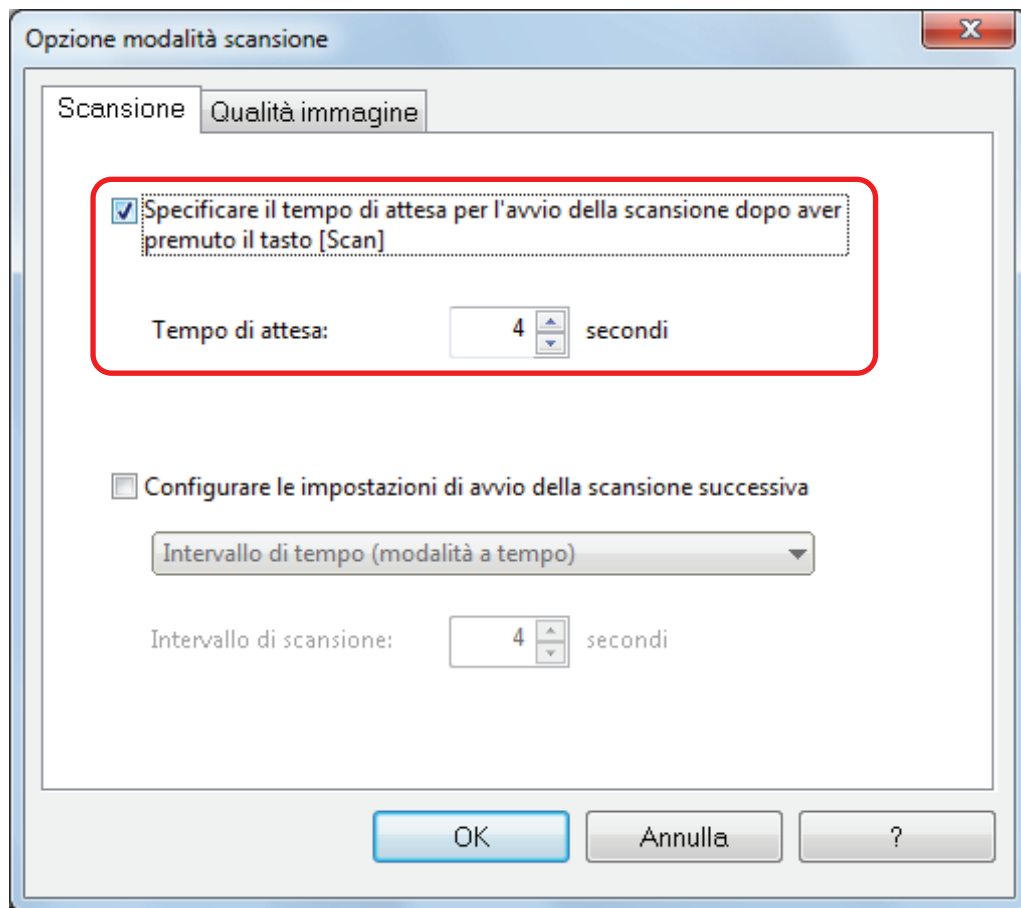 Opzione modalità scansione
X
Scansione
Qualità immagine
Specificare il tempo di attesa per l'avvio della scansione dopo aver
premuto il tasto [Scan]
Tempo di attesa: 4 secondi
Configurare le impostazioni di avvio della scansione successiva
Intervallo di tempo (modalità a tempo)
Intervallo di scansione: 4 secondi
OK Annulla ?